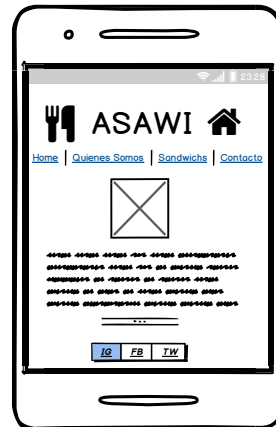 23:28
ASAWI
Home | Quienes Somos | Sandwichs | Contacto
IG FB TW